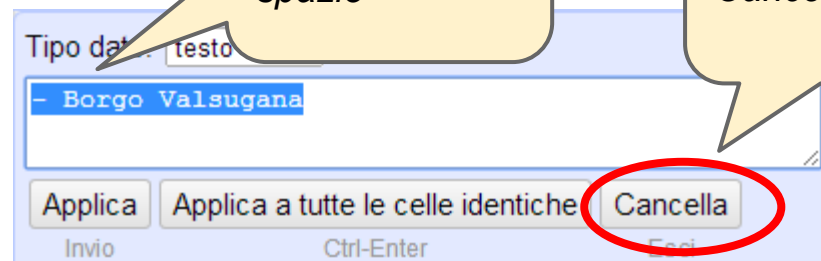 spazio
Tipo dato: testo
- Borgo Valsugana
Applica Applica a tutte le celle identiche Cancella
Invio Ctrl-Enter Esci